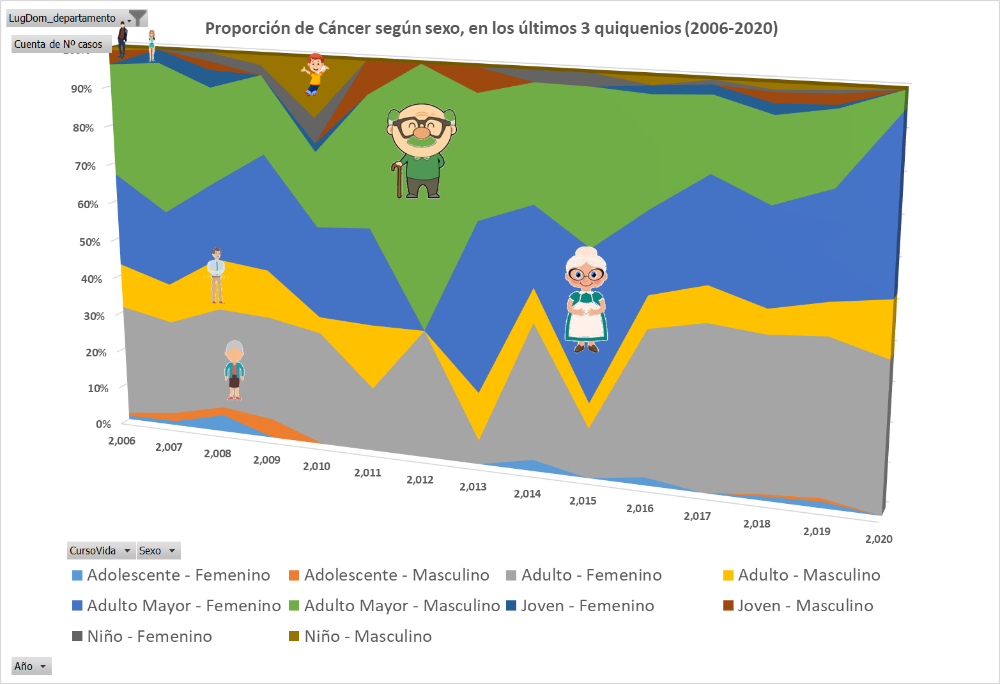 LugDom_departamento
Proporción de Cáncer según sexo, en los últimos 3 quiquenios (2006-2020)
Cuenta de Nº casos
100%
90%
80%
70%
60%
50%
40%
30%
20%
10%
0%
2,006
2,007
2,008
2,009
2,010
2,011
2,012
2,013
2,014
2,015
2,016
2,017
2,018
2,019
2,020
CursoVida
Sexo
Adolescente - Femenino
Adolescente - Masculino
Adulto - Femenino
Adulto - Masculino
Adulto Mayor - Femenino
Adulto Mayor - Masculino
Joven - Femenino
Joven - Masculino
Niño - Femenino
Niño - Masculino
Año